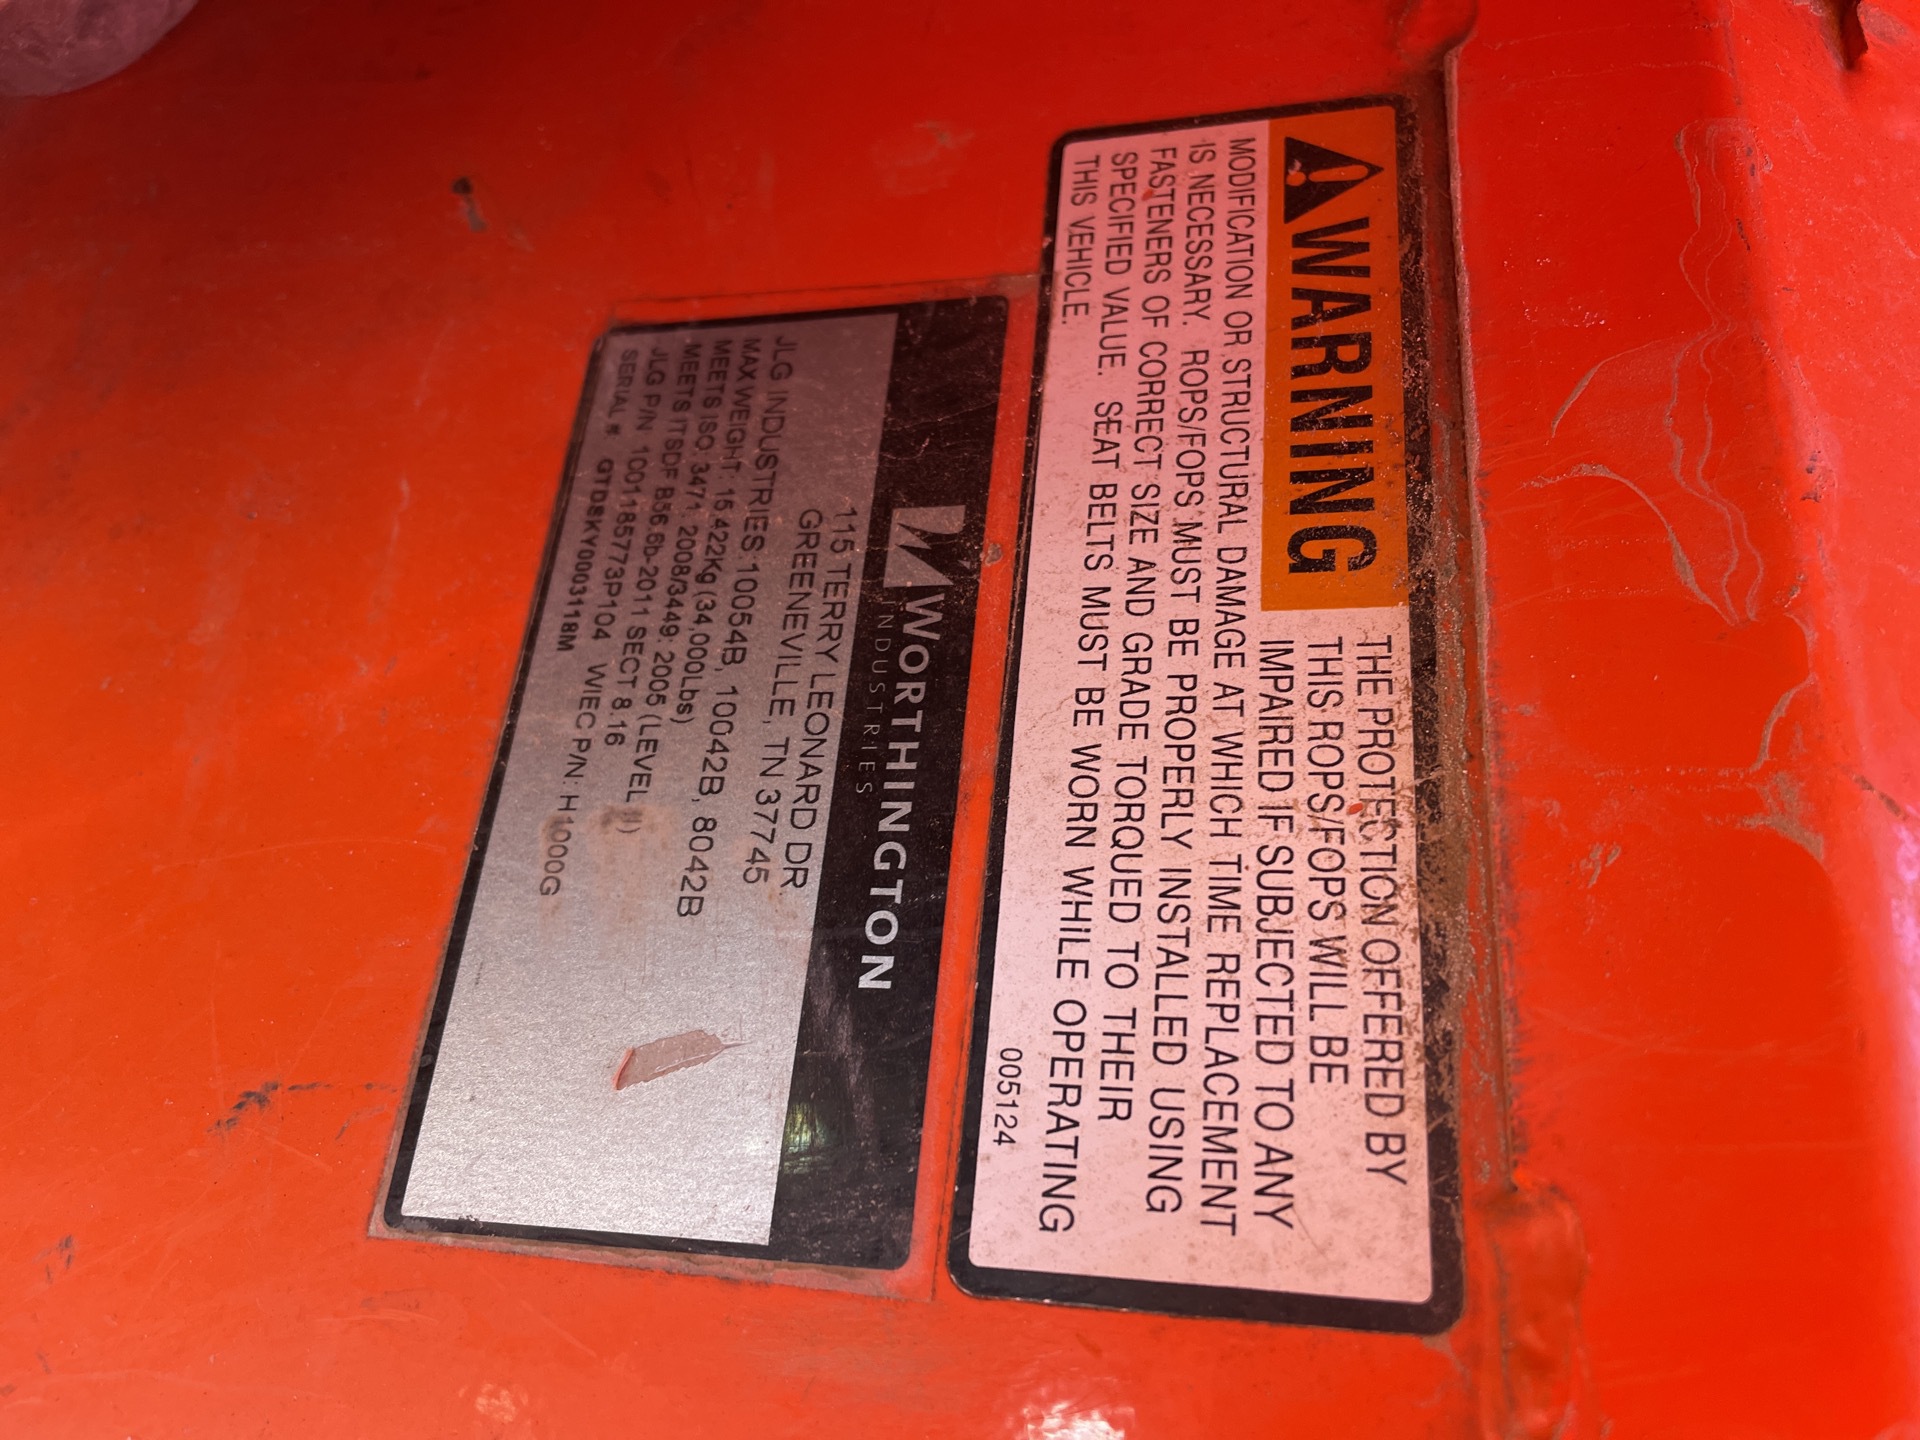 WARNING
THE PROTECTION OFFERED BY
THIS ROPS/FOPS WILL BE
IMPAIRED IF SUBJECTED TO ANY
MODIFICATION OR STRUCTURAL DAMAGE AT WHICH TIME REPLACEMENT
IS NECESSARY. ROPS/FOPS MUST BE PROPERLY INSTALLED USING
FASTENERS OF CORRECT SIZE AND GRADE TORQUED TO THEIR
SPECIFIED VALUE. SEAT BELTS MUST BE WORN WHILE OPERATING
THIS VEHICLE.
005124
WORTHINGTON
INDUSTRIES
115 TERRY LEONARD DR.
GREENEVILLE, TN 37745
JLG INDUSTRIES 10054B, 10042B, 8042B
MAX WEIGHT: 15 422Kg (34,000Lbs)
MEETS ISO: 3471: 2008/3449: 2005 (LEVEL II)
MEETS ITSDF B56.6b-2011 SECT 8.16
JLG P/N: 1001185773P104 WIEC P/N: H1000G
SERIAL #: GTD8KY0003118M